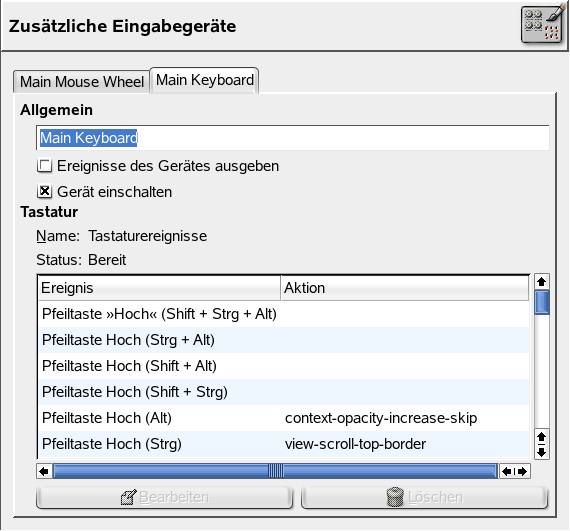 Zusätzliche Eingabegeräte
Main Mouse Wheel Main Keyboard
Allgemein
Main Keyboard
Ereignisse des Gerätes ausgeben
Gerät einschalten
Tastatur
Name: Tastaturereignisse
Status: Bereit
Ereignis Aktion
Pfeiltaste »Hoch« (Shift + Strg + Alt)
Pfeiltaste Hoch (Strg + Alt)
Pfeiltaste Hoch (Shift + Alt)
Pfeiltaste Hoch (Shift + Strg)
Pfeiltaste Hoch (Alt) context-opacity-increase-skip
Pfeiltaste Hoch (Strg) view-scroll-top-border
Bearbeiten Löschen